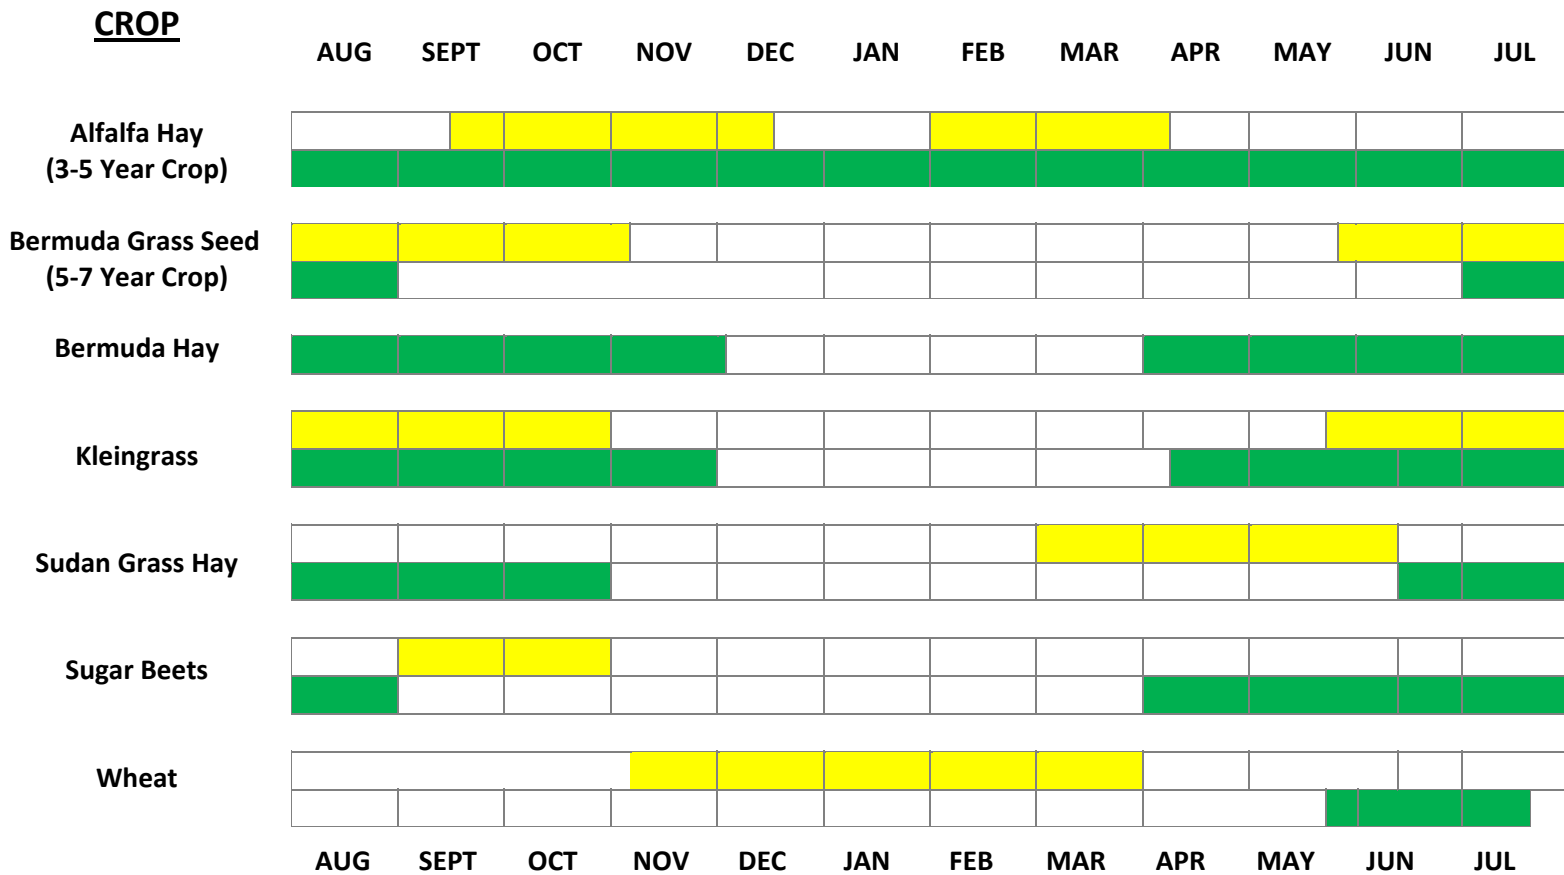 CROP
AUG SEPT OCT NOV DEC JAN FEB MAR APR MAY JUN JUL
Alfalfa Hay
(3-5 Year Crop)
Bermuda Grass Seed
(5-7 Year Crop)
Bermuda Hay
Kleingrass
Sudan Grass Hay
Sugar Beets
Wheat
AUG SEPT OCT NOV DEC JAN FEB MAR APR MAY JUN JUL